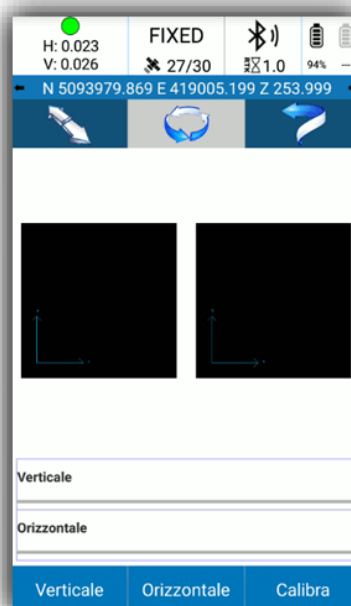 H: 0.023
V: 0.026
FIXED
27/30
1.0
94%
--
N 5093979.869 E 419005.199 Z 253.999
Verticale
Orizzontale
Verticale
Orizzontale
Calibra